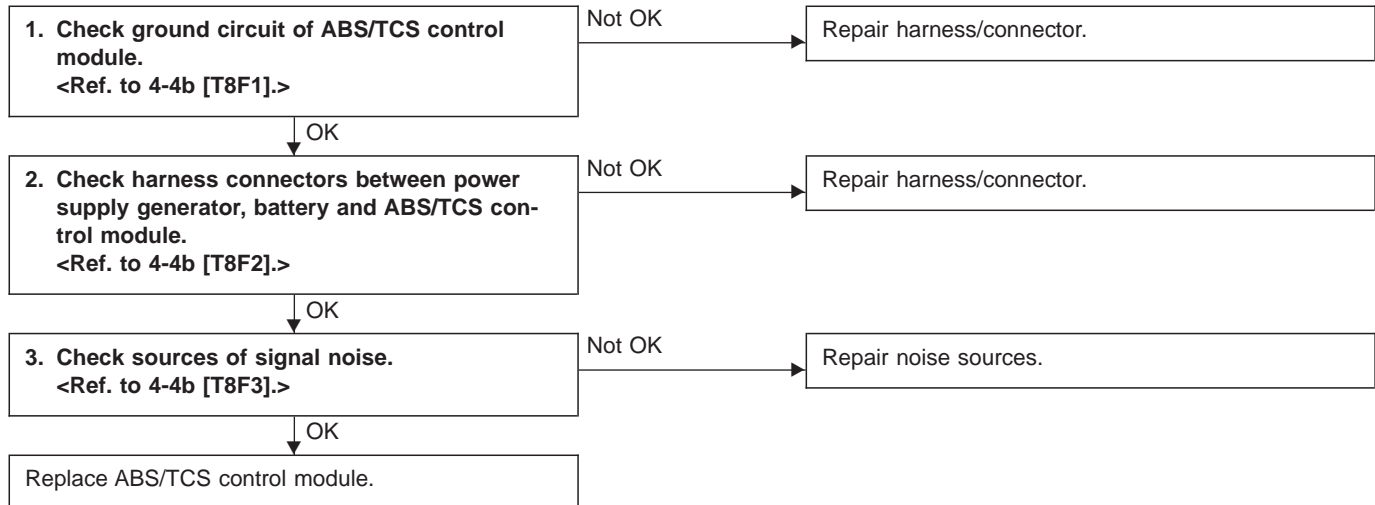 1. Check ground circuit of ABS/TCS control
module.
<Ref. to 4-4b [T8F1].>
Not OK
Repair harness/connector.
OK
2. Check harness connectors between power
supply generator, battery and ABS/TCS con-
trol module.
<Ref. to 4-4b [T8F2].>
Not OK
Repair harness/connector.
OK
3. Check sources of signal noise.
<Ref. to 4-4b [T8F3].>
Not OK
Repair noise sources.
OK
Replace ABS/TCS control module.